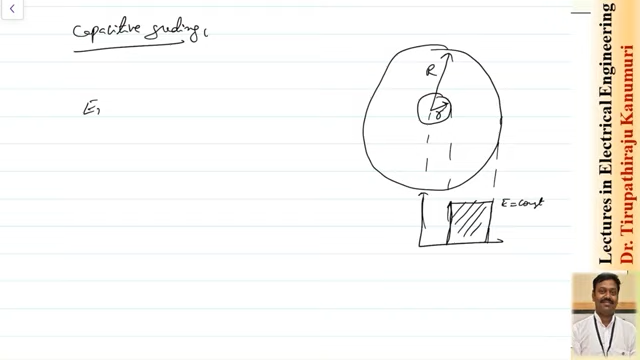 Capacitive grading
E,
R
r
E = const
Lectures in Electrical Engineering
Dr. Tirupathiraju Kanumuri